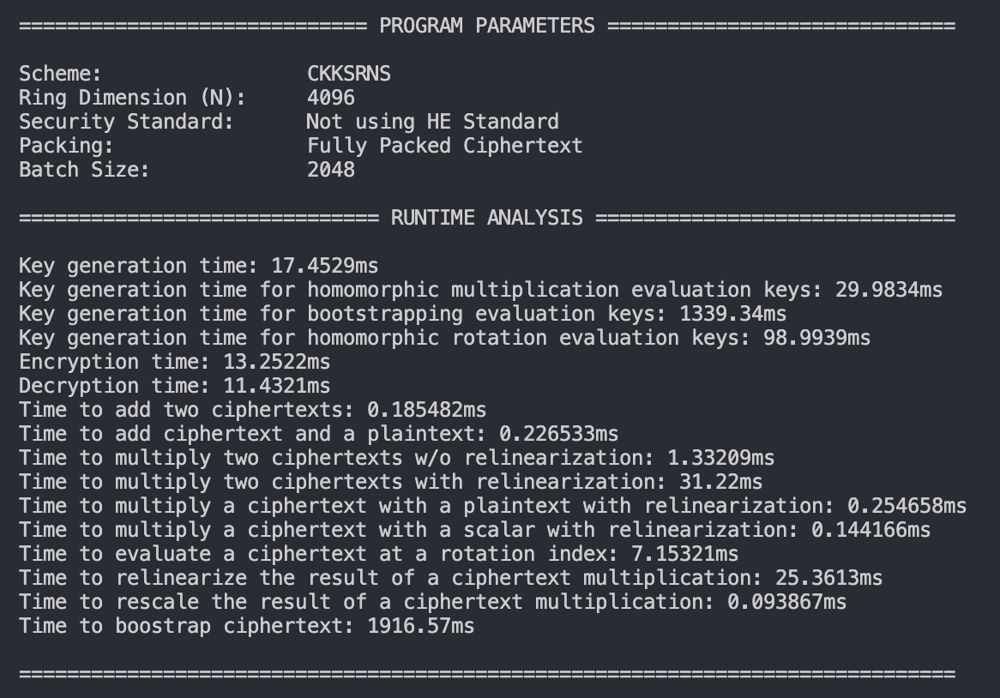 ============================= PROGRAM PARAMETERS =============================
Scheme:                 CKKSRNS
Ring Dimension (N):     4096
Security Standard:      Not using HE Standard
Packing:                Fully Packed Ciphertext
Batch Size:             2048
============================== RUNTIME ANALYSIS ==============================
Key generation time: 17.4529ms
Key generation time for homomorphic multiplication evaluation keys: 29.9834ms
Key generation time for bootstrapping evaluation keys: 1339.34ms
Key generation time for homomorphic rotation evaluation keys: 98.9939ms
Encryption time: 13.2522ms
Decryption time: 11.4321ms
Time to add two ciphertexts: 0.185482ms
Time to add ciphertext and a plaintext: 0.226533ms
Time to multiply two ciphertexts w/o relinearization: 1.33209ms
Time to multiply two ciphertexts with relinearization: 31.22ms
Time to multiply a ciphertext with a plaintext with relinearization: 0.254658ms
Time to multiply a ciphertext with a scalar with relinearization: 0.144166ms
Time to evaluate a ciphertext at a rotation index: 7.15321ms
Time to relinearize the result of a ciphertext multiplication: 25.3613ms
Time to rescale the result of a ciphertext multiplication: 0.093867ms
Time to boostrap ciphertext: 1916.57ms
==============================================================================